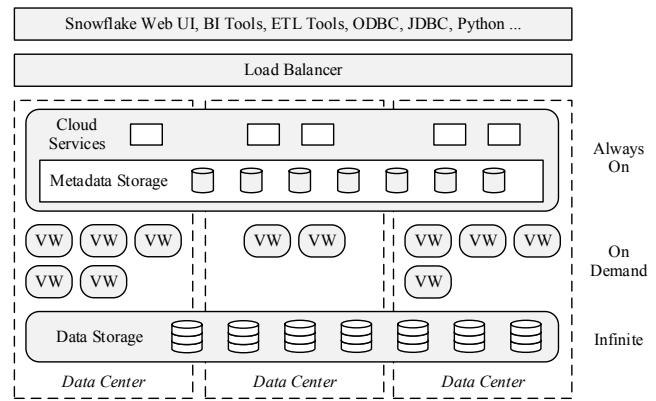 Snowflake Web UI, BI Tools, ETL Tools, ODBC, JDBC, Python ...
Load Balancer
Cloud
Services
Metadata Storage
Always
On
VW VW VW VW VW VW VW VW
VW VW VW
On
Demand
Data Storage
Infinite
Data Center Data Center Data Center